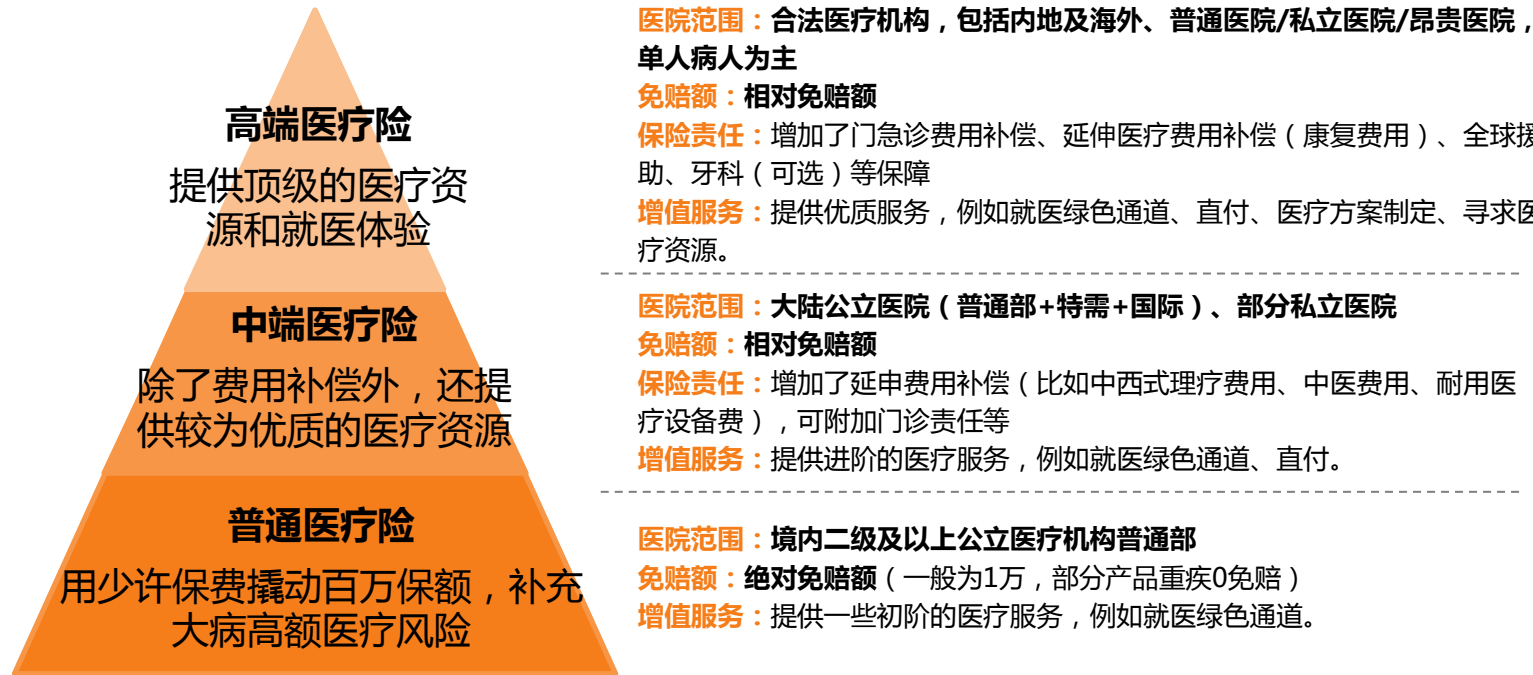 高端医疗险
提供顶级的医疗资
源和就医体验
医院范围：合法医疗机构，包括内地及海外、普通医院/私立医院/昂贵医院，
单人病人为主
免赔额：相对免赔额
保险责任：增加了门急诊费用补偿、延伸医疗费用补偿（康复费用）、全球援
助、牙科（可选）等保障
增值服务：提供优质服务，例如就医绿色通道、直付、医疗方案制定、寻求医
疗资源。
中端医疗险
除了费用补偿外，还提
供较为优质的医疗资源
医院范围：大陆公立医院（普通部+特需+国际）、部分私立医院
免赔额：相对免赔额
保险责任：增加了延申费用补偿（比如中西式理疗费用、中医费用、耐用医
疗设备费），可附加门诊责任等
增值服务：提供进阶的医疗服务，例如就医绿色通道、直付。
普通医疗险
用少许保费撬动百万保额，补充
大病高额医疗风险
医院范围：境内二级及以上公立医疗机构普通部
免赔额：绝对免赔额（一般为1万，部分产品重疾0免赔）
增值服务：提供一些初阶的医疗服务，例如就医绿色通道。